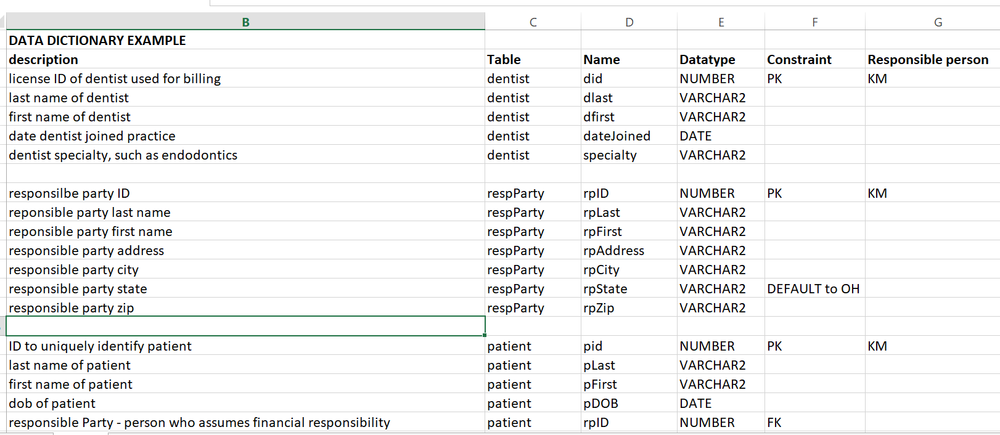 B C D E F G
DATA DICTIONARY EXAMPLE
description Table Name Datatype Constraint Responsible person
license ID of dentist used for billing dentist did NUMBER PK KM
last name of dentist dentist dlast VARCHAR2
first name of dentist dentist dfirst VARCHAR2
date dentist joined practice dentist dateJoined DATE
dentist specialty, such as endodontics dentist specialty VARCHAR2
responsilbe party ID respParty rpID NUMBER PK KM
reponsible party last name respParty rpLast VARCHAR2
reponsible party first name respParty rpFirst VARCHAR2
responsible party address respParty rpAddress VARCHAR2
responsible party city respParty rpCity VARCHAR2
responsible party state respParty rpState VARCHAR2 DEFAULT to OH
responsible party zip respParty rpZip VARCHAR2
ID to uniquely identify patient patient pid NUMBER PK KM
last name of patient patient pLast VARCHAR2
first name of patient patient pFirst VARCHAR2
dob of patient patient pDOB DATE
responsible Party - person who assumes financial responsibility patient rpID NUMBER FK